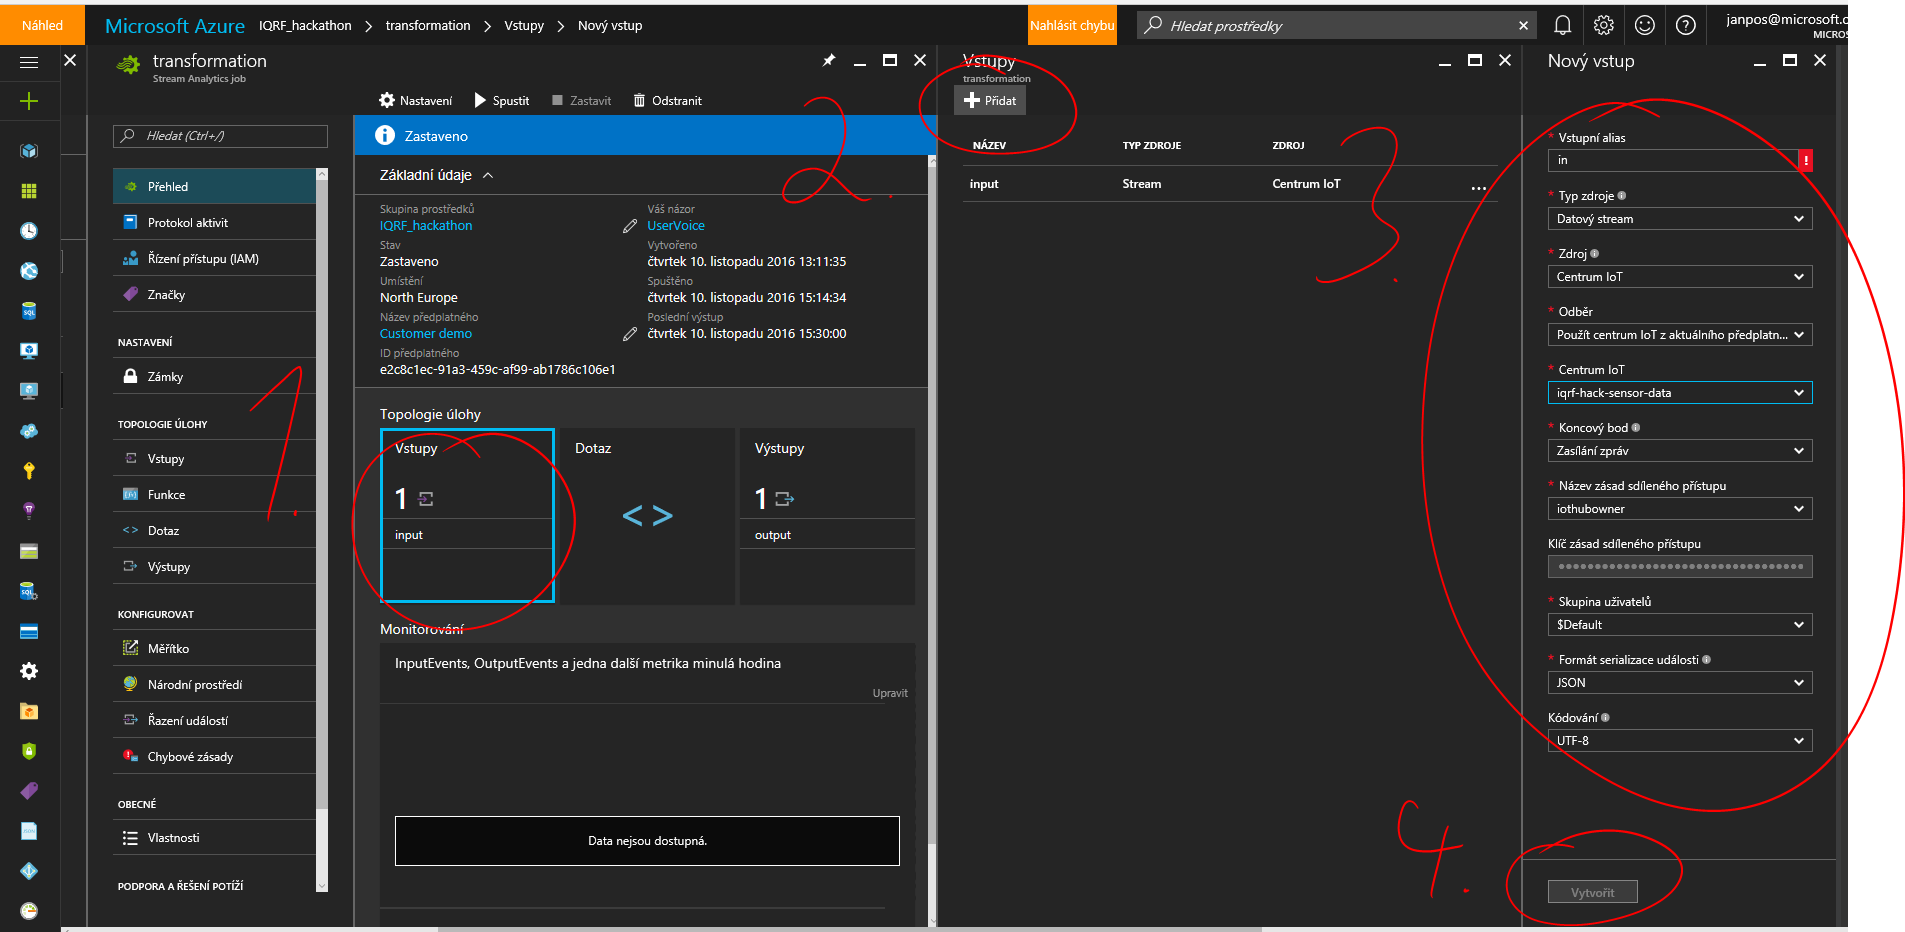 Náhled
Microsoft Azure IQRF_hackathon > transformation > Vstupy > Nový vstup
Nahlásit chybu
Hledat prostředky
janpos@microsoft.c
MICROS
transformation
Stream Analytics job
Nastavení Spustit Zastavit Odstranit
Hledat (Ctrl+/)
Přehled
Protokol aktivit
Řízení přístupu (IAM)
Značky
NASTAVENÍ
Zámky
TOPOLOGIE ÚLOHY
Vstupy
Funkce
Dotaz
Výstupy
KONFIGUROVAT
Měřítko
Národní prostředí
Řazení událostí
Chybové zásady
OBECNÉ
Vlastnosti
PODPORA A ŘEŠENÍ POTÍŽÍ
1.
Zastaveno
Základní údaje
Skupina prostředků
IQRF_hackathon
Stav
Zastaveno
Umístění
North Europe
Název předplatného
Customer demo
ID předplatného
e2c8c1ec-91a3-459c-af99-ab1786c106e1
Váš názor
UserVoice
Vytvořeno
čtvrtek 10. listopadu 2016 13:11:35
Spuštěno
čtvrtek 10. listopadu 2016 15:14:34
Poslední výstup
čtvrtek 10. listopadu 2016 15:30:00
2.
Topologie úlohy
Vstupy
1
input
Dotaz
< >
Výstupy
1
output
Monitorování
InputEvents, OutputEvents a jedna další metrika minulá hodina
Upravit
Data nejsou dostupná.
Vstupy
transformation
Přidat
NÁZEV TYP ZDROJE ZDROJ
input Stream Centrum IoT ...
3.
Nový vstup
* Vstupní alias
in
!
* Typ zdroje
Datový stream
* Zdroj
Centrum IoT
* Odběr
Použít centrum IoT z aktuálního předplatn...
* Centrum IoT
iqrf-hack-sensor-data
* Koncový bod
Zasílání zpráv
* Název zásad sdíleného přístupu
iothubowner
Klíč zásad sdíleného přístupu
* Skupina uživatelů
$Default
* Formát serializace události
JSON
Kódování
UTF-8
4.
Vytvořit